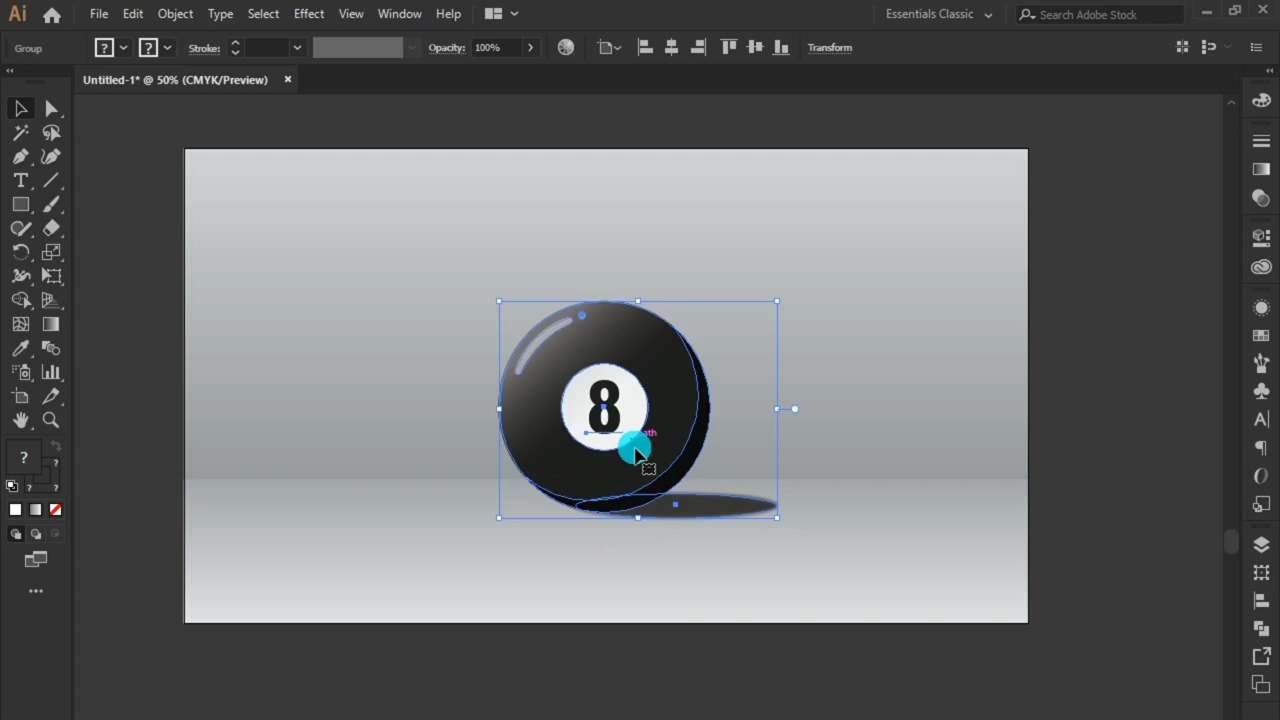 Ai File Edit Object Type Select Effect View Window Help Essentials Classic Search Adobe Stock
Group ? ? Stroke: Opacity: 100% Transform
Untitled-1* @ 50% (CMYK/Preview) ×
8
ath
? ?
? ?